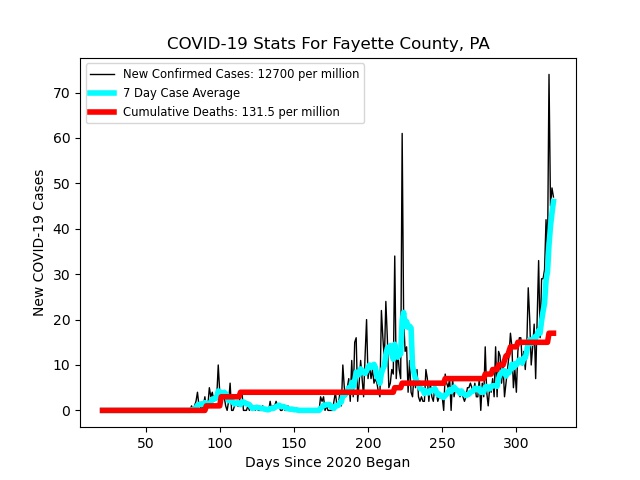 COVID-19 Stats For Fayette County, PA
New Confirmed Cases: 12700 per million
7 Day Case Average
Cumulative Deaths: 131.5 per million
New COVID-19 Cases
70
60
50
40
30
20
10
0
50 100 150 200 250 300
Days Since 2020 Began